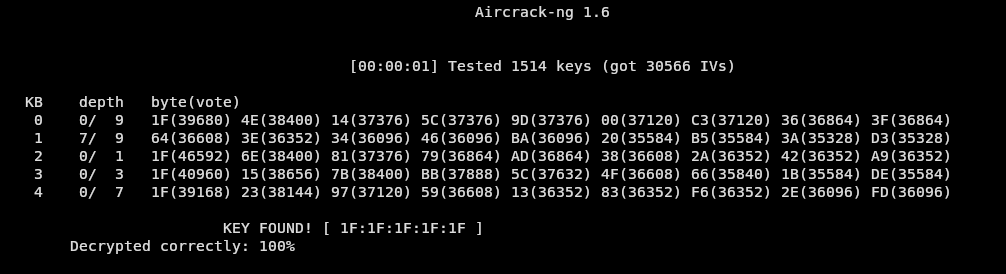 Aircrack-ng 1.6
[00:00:01] Tested 1514 keys (got 30566 IVs)
KB depth byte(vote)
0 0/ 9 1F(39680) 4E(38400) 14(37376) 5C(37376) 9D(37376) 00(37120) C3(37120) 36(36864) 3F(36864)
1 7/ 9 64(36608) 3E(36352) 34(36096) 46(36096) BA(36096) 20(35584) B5(35584) 3A(35328) D3(35328)
2 0/ 1 1F(46592) 6E(38400) 81(37376) 79(36864) AD(36864) 38(36608) 2A(36352) 42(36352) A9(36352)
3 0/ 3 1F(40960) 15(38656) 7B(38400) BB(37888) 5C(37632) 4F(36608) 66(35840) 1B(35584) DE(35584)
4 0/ 7 1F(39168) 23(38144) 97(37120) 59(36608) 13(36352) 83(36352) F6(36352) 2E(36096) FD(36096)
KEY FOUND! [ 1F:1F:1F:1F:1F ]
Decrypted correctly: 100%